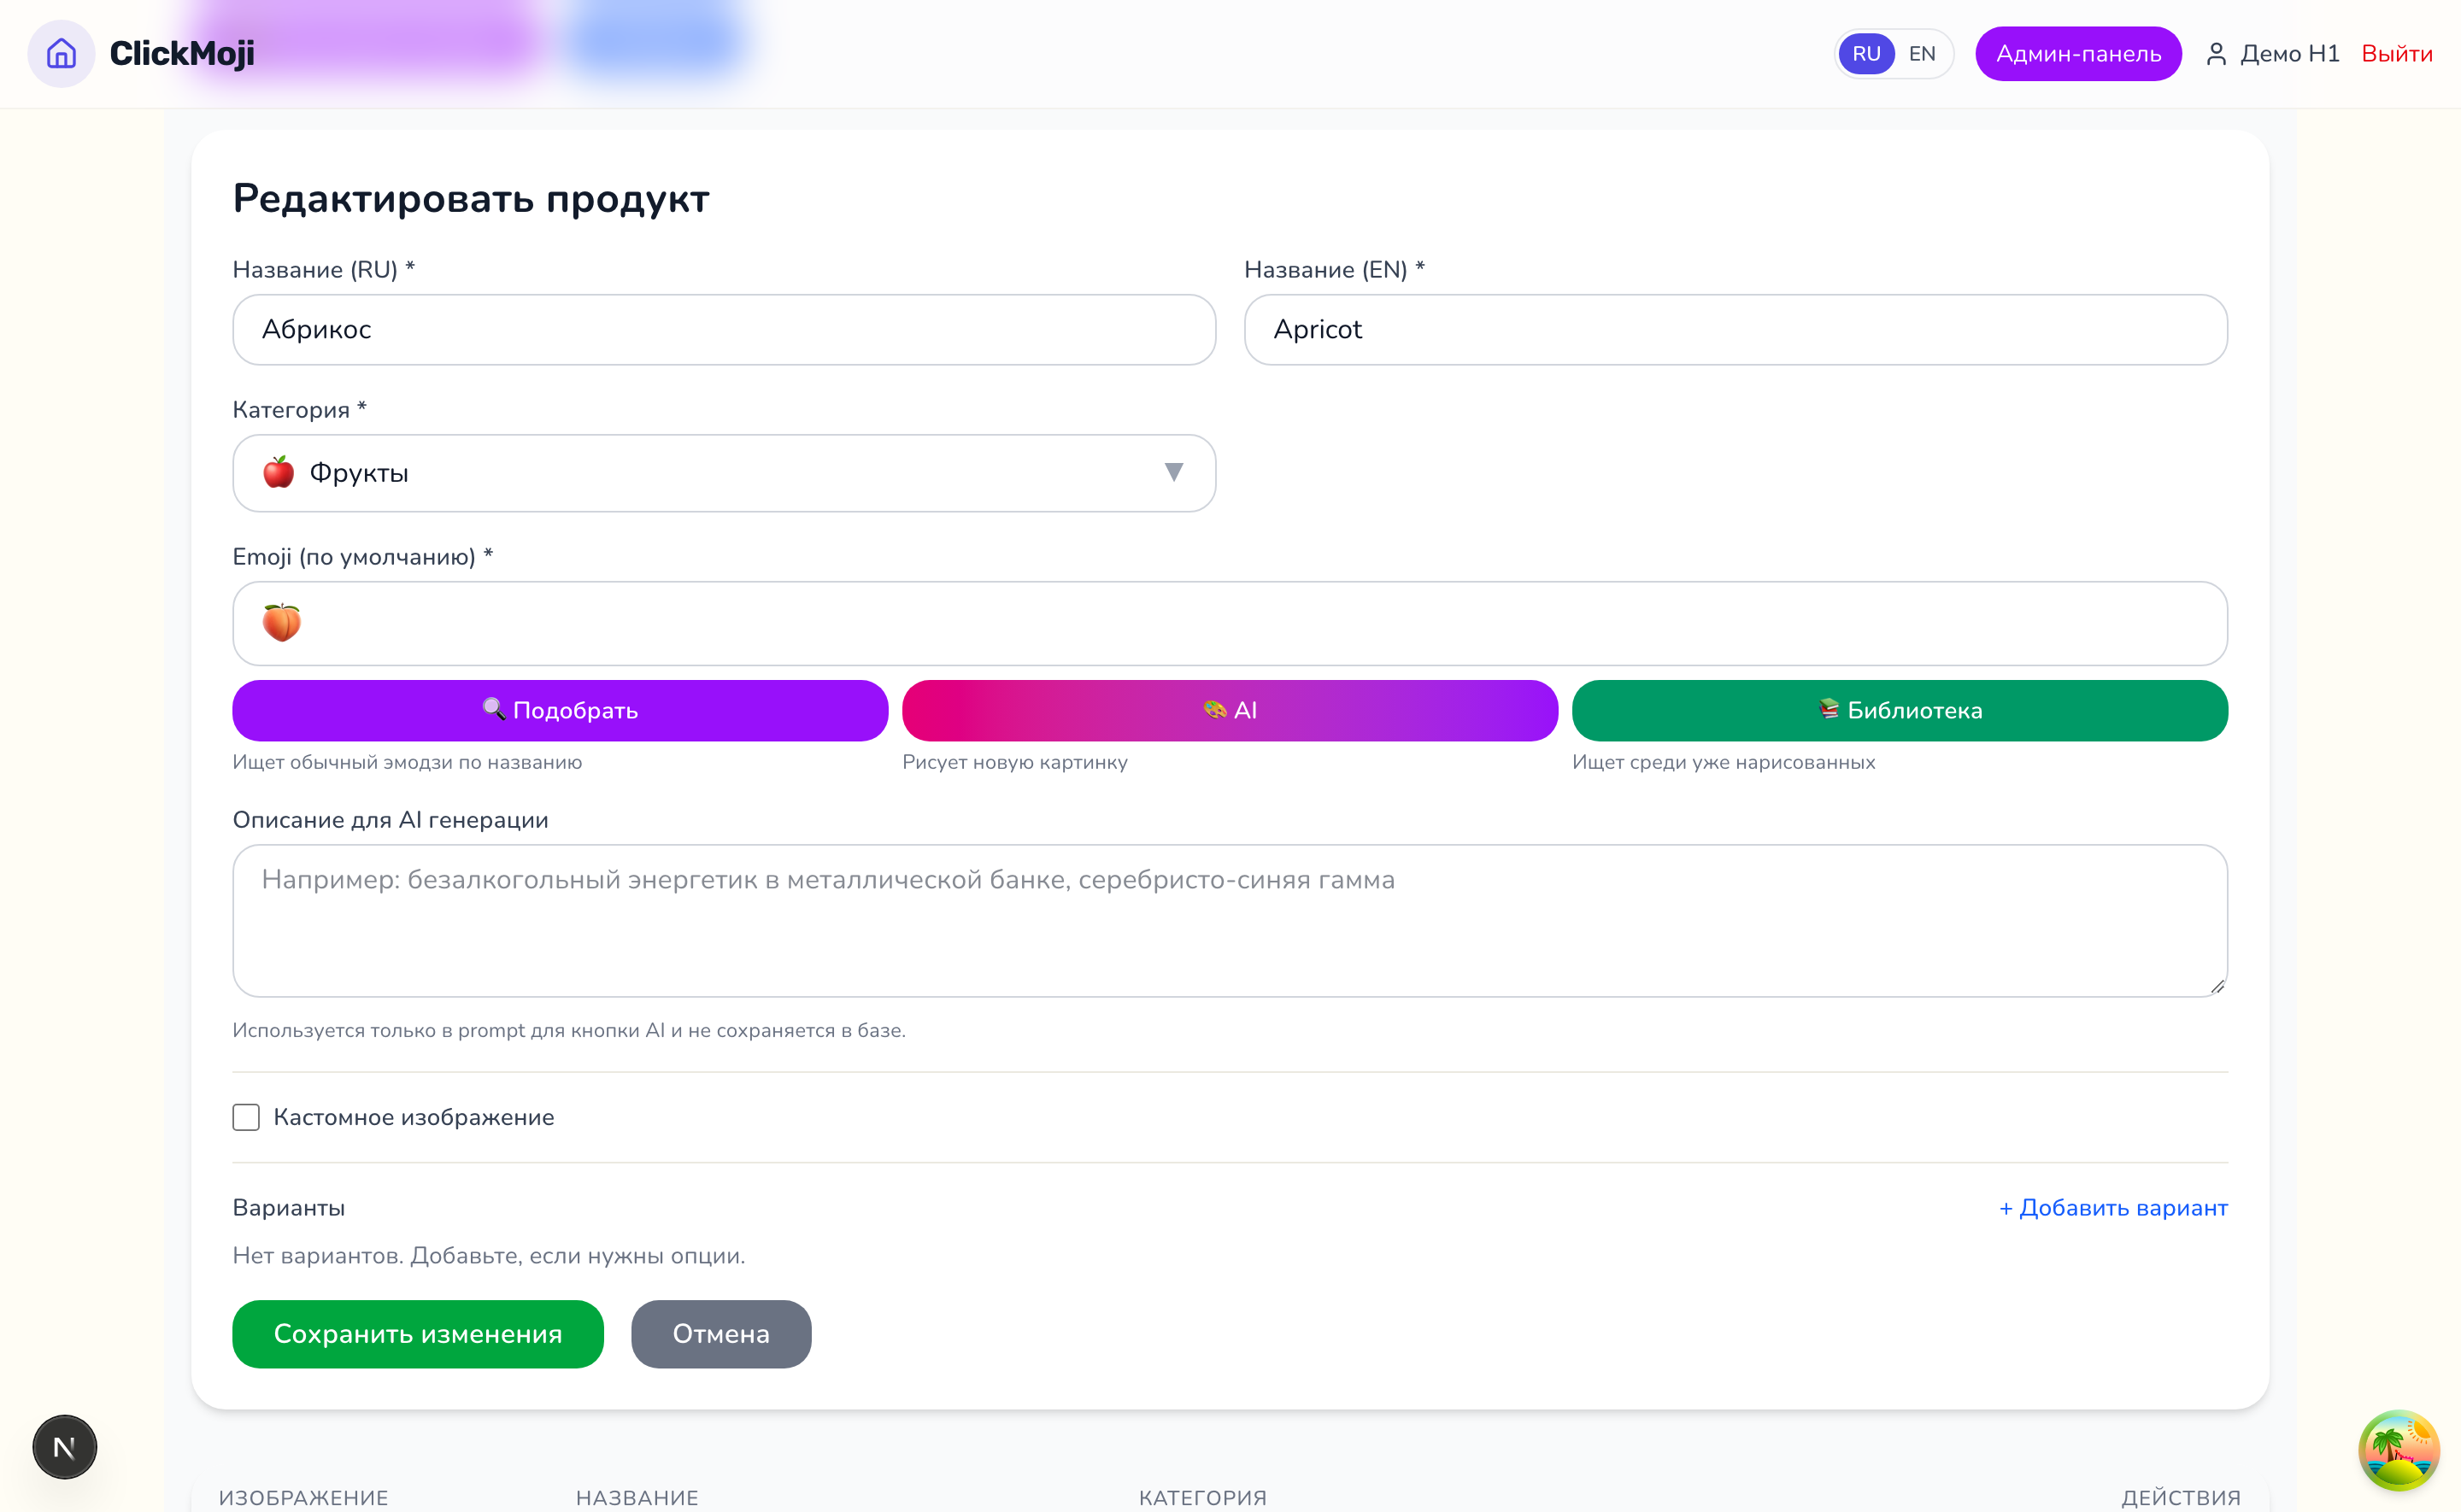 ClickMoji
RU EN Админ-панель Демо H1 Выйти
Редактировать продукт
Название (RU) * Название (EN) *
Абрикос Apricot
Категория *
🍎 Фрукты ▼
Emoji (по умолчанию) *
🍑
🔍 Подобрать 🎨 AI 📚 Библиотека
Ищет обычный эмодзи по названию Рисует новую картинку Ищет среди уже нарисованных
Описание для AI генерации
Например: безалкогольный энергетик в металлической банке, серебристо-синяя гамма
Используется только в prompt для кнопки AI и не сохраняется в базе.
Кастомное изображение
Варианты + Добавить вариант
Нет вариантов. Добавьте, если нужны опции.
Сохранить изменения Отмена
N
ИЗОБРАЖЕНИЕ НАЗВАНИЕ КАТЕГОРИЯ ДЕЙСТВИЯ